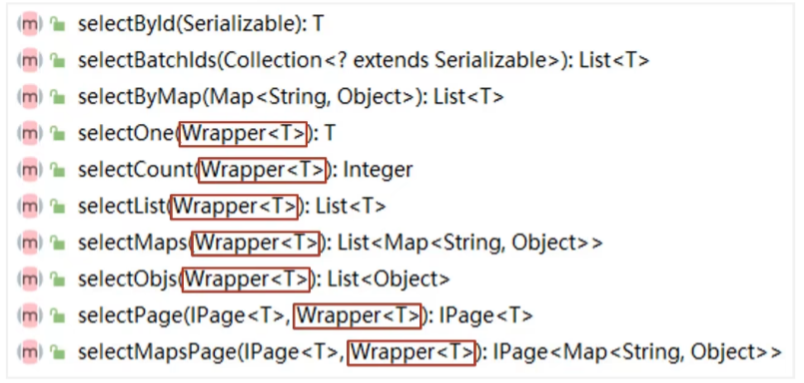 m selectById(Serializable): T
m selectBatchIds(Collection<? extends Serializable>): List<T>
m selectByMap(Map<String, Object>): List<T>
m selectOne(Wrapper<T>): T
m selectCount(Wrapper<T>): Integer
m selectList(Wrapper<T>): List<T>
m selectMaps(Wrapper<T>): List<Map<String, Object>>
m selectObjs(Wrapper<T>): List<Object>
m selectPage(IPage<T>, Wrapper<T>): IPage<T>
m selectMapsPage(IPage<T>, Wrapper<T>): IPage<Map<String, Object>>